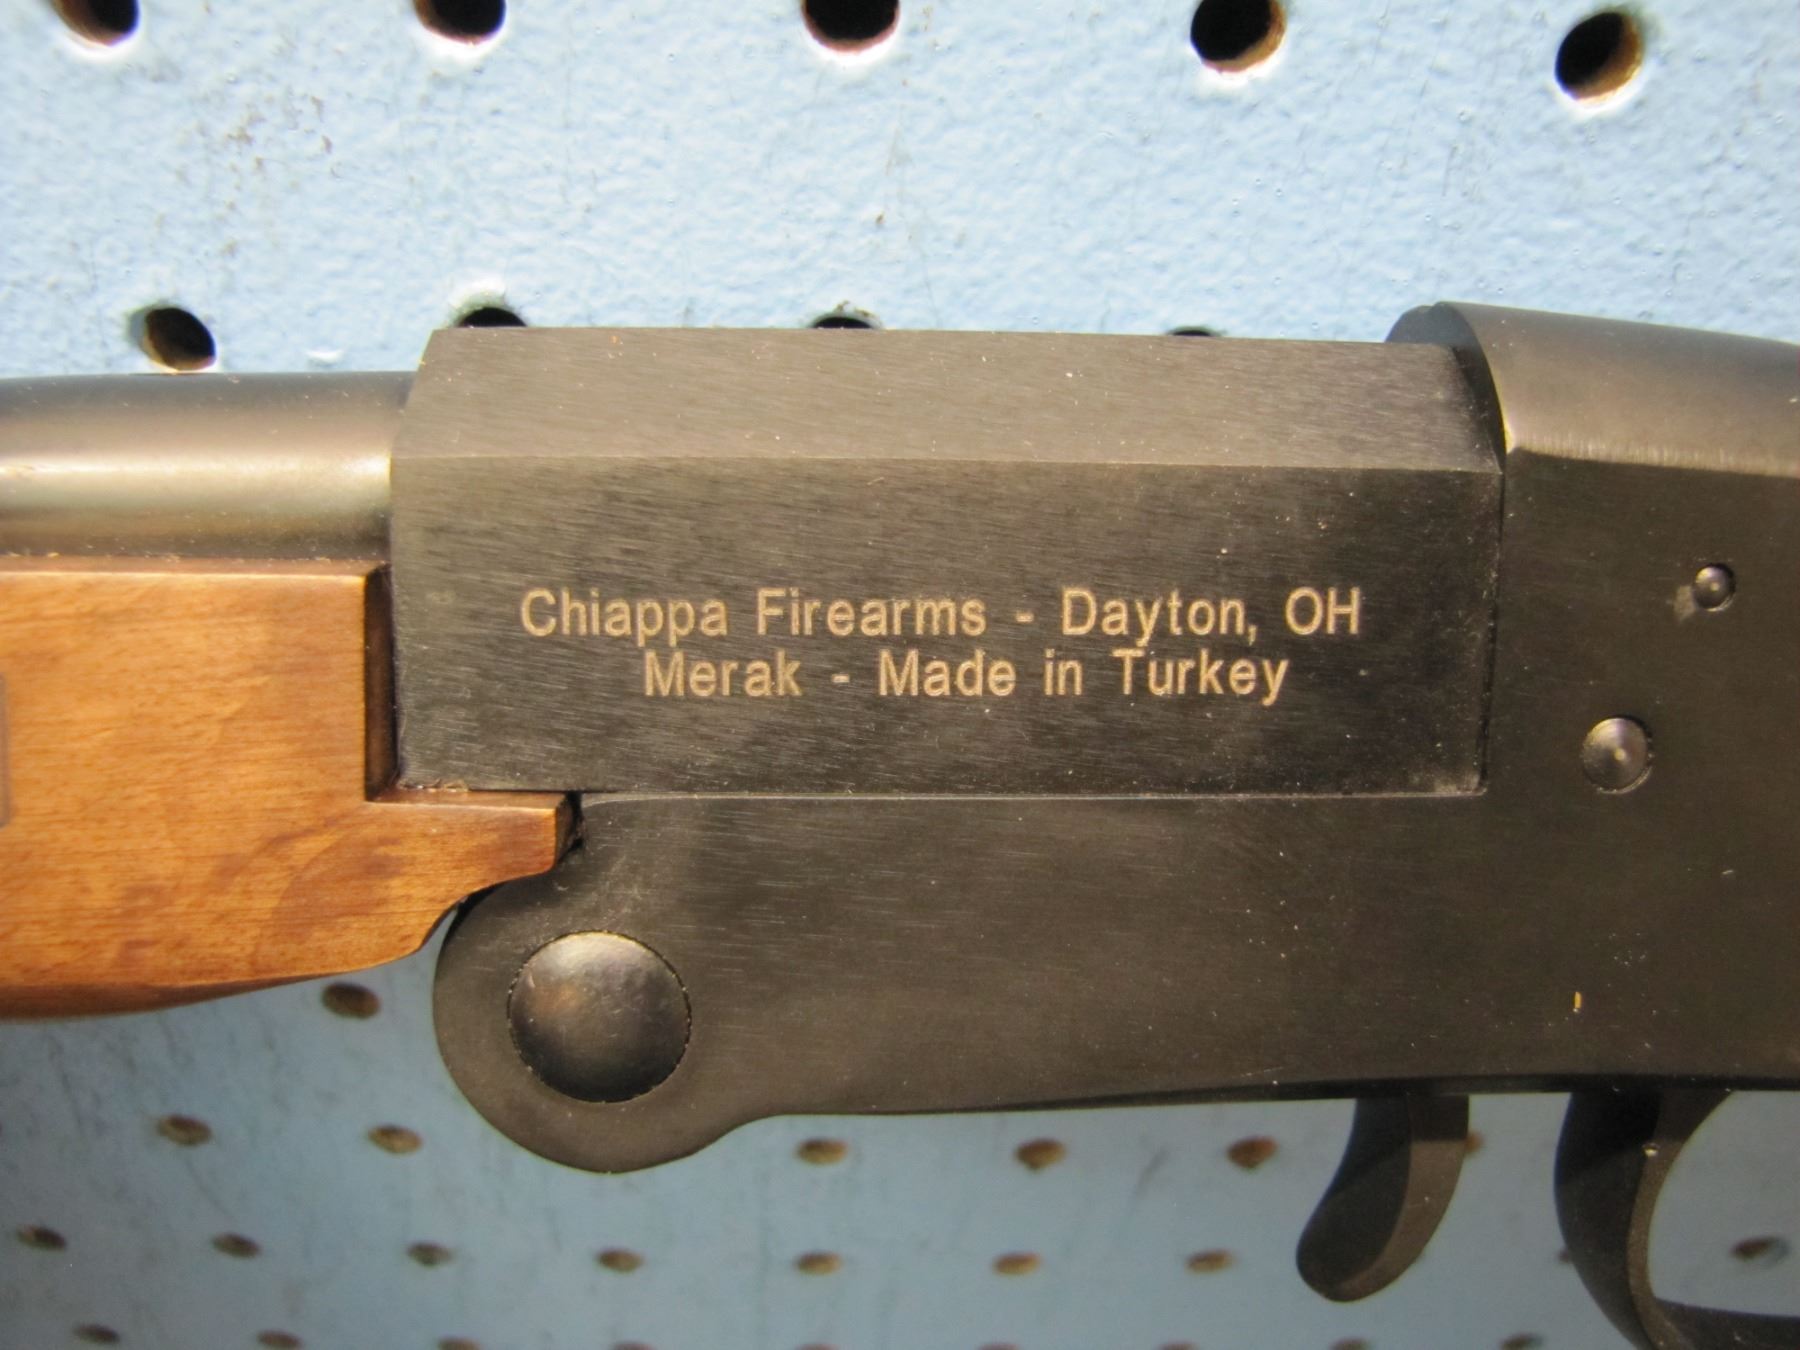 Chiappa Firearms - Dayton, OH
Merak - Made in Turkey